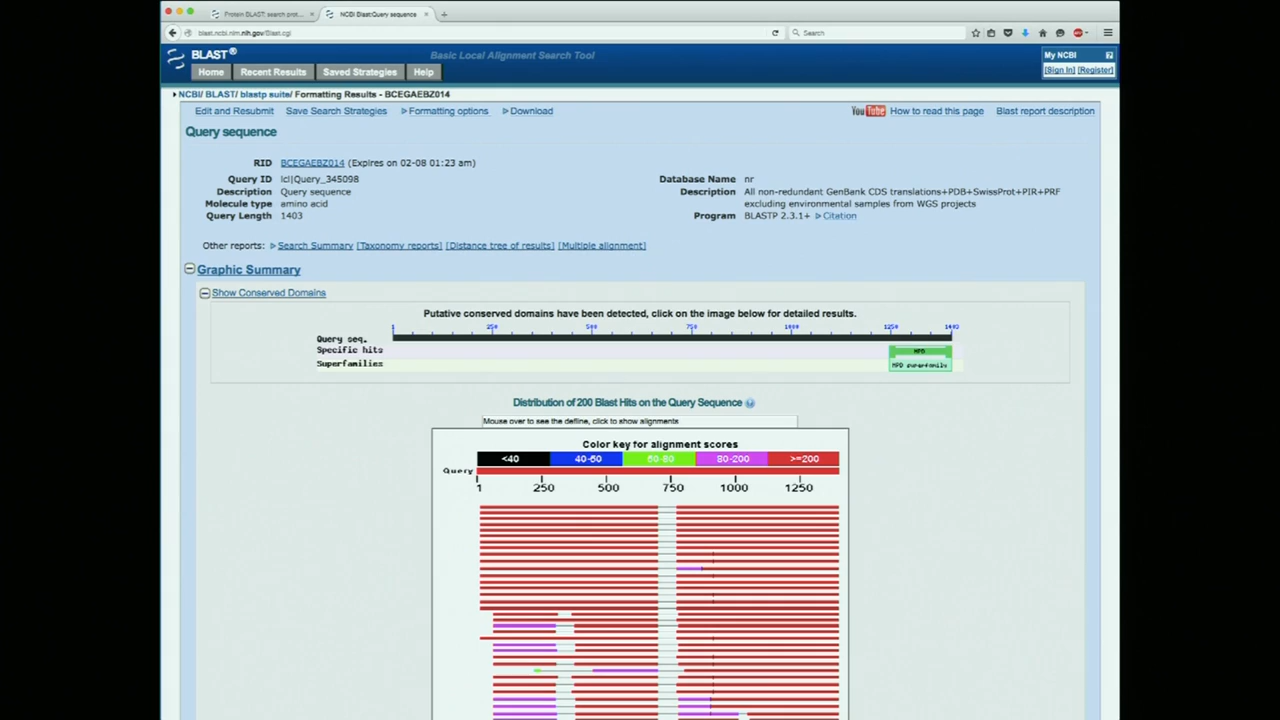 Protein BLAST: search prot...
NCBI Blast:Query sequence
blast.ncbi.nlm.nih.gov/Blast.cgi
Search
BLAST®
Basic Local Alignment Search Tool
My NCBI
[Sign In] [Register]
Home Recent Results Saved Strategies Help
NCBI/ BLAST/ blastp suite/ Formatting Results - BCEGAEBZ014
Edit and Resubmit Save Search Strategies Formatting options Download
YouTube How to read this page Blast report description
Query sequence
RID BCEGAEBZ014 (Expires on 02-08 01:23 am)
Query ID lcl|Query_345098
Description Query sequence
Molecule type amino acid
Query Length 1403
Database Name nr
Description All non-redundant GenBank CDS translations+PDB+SwissProt+PIR+PRF
excluding environmental samples from WGS projects
Program BLASTP 2.3.1+ Citation
Other reports: Search Summary [Taxonomy reports] [Distance tree of results] [Multiple alignment]
Graphic Summary
Show Conserved Domains
Putative conserved domains have been detected, click on the image below for detailed results.
1 250 500 750 1000 1250 1403
Query seq.
Specific hits
Superfamilies
Distribution of 200 Blast Hits on the Query Sequence
Mouse over to see the defline, click to show alignments
Color key for alignment scores
<40 40-50 50-80 80-200 >=200
Query
1 250 500 750 1000 1250